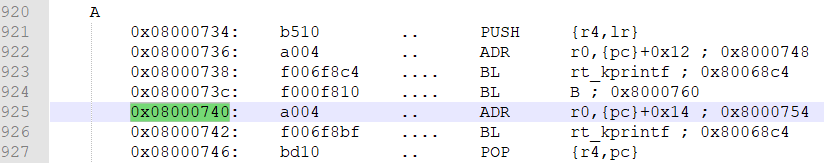 920 A
921 0x08000734: b510 .. PUSH {r4,lr}
922 0x08000736: a004 .. ADR r0,{pc}+0x12 ; 0x8000748
923 0x08000738: f006f8c4 .... BL rt_kprintf ; 0x80068c4
924 0x0800073c: f000f810 .... BL B ; 0x8000760
925 0x08000740: a004 .. ADR r0,{pc}+0x14 ; 0x8000754
926 0x08000742: f006f8bf .... BL rt_kprintf ; 0x80068c4
927 0x08000746: bd10 .. POP {r4,pc}